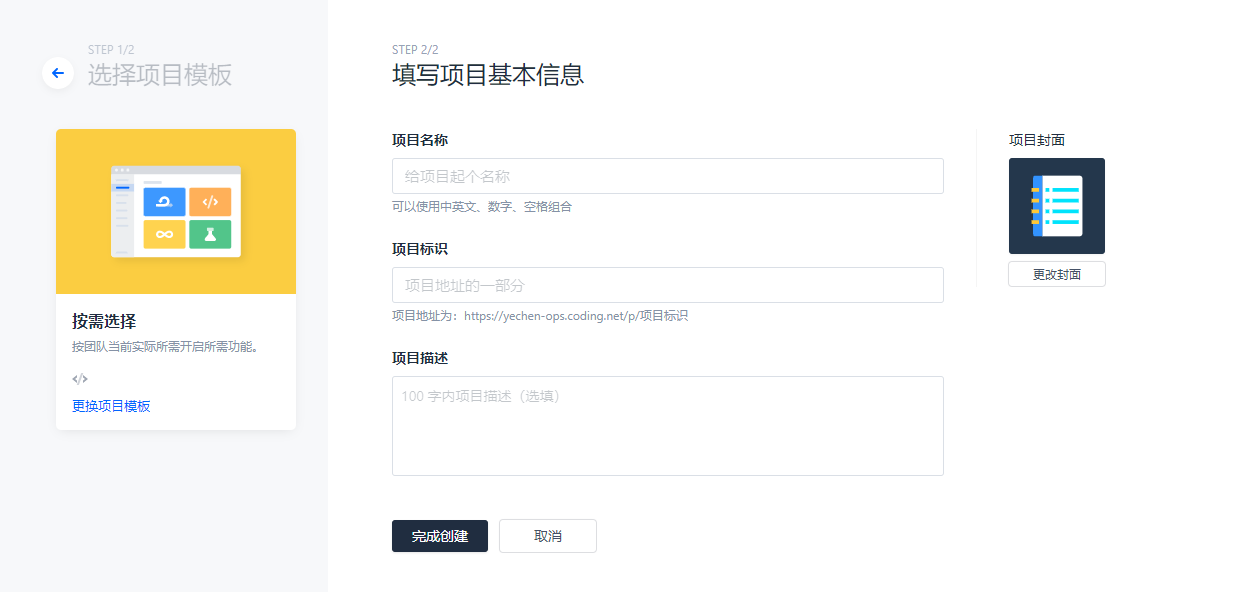 STEP 1/2
选择项目模板
</>
按需选择
按团队当前实际所需开启所需功能。
</>
更换项目模板
STEP 2/2
填写项目基本信息
项目名称
给项目起个名称
可以使用中英文、数字、空格组合
项目标识
项目地址的一部分
项目地址为：https://yechen-ops.coding.net/p/项目标识
项目描述
100 字内项目描述（选填）
完成创建
取消
项目封面
更改封面